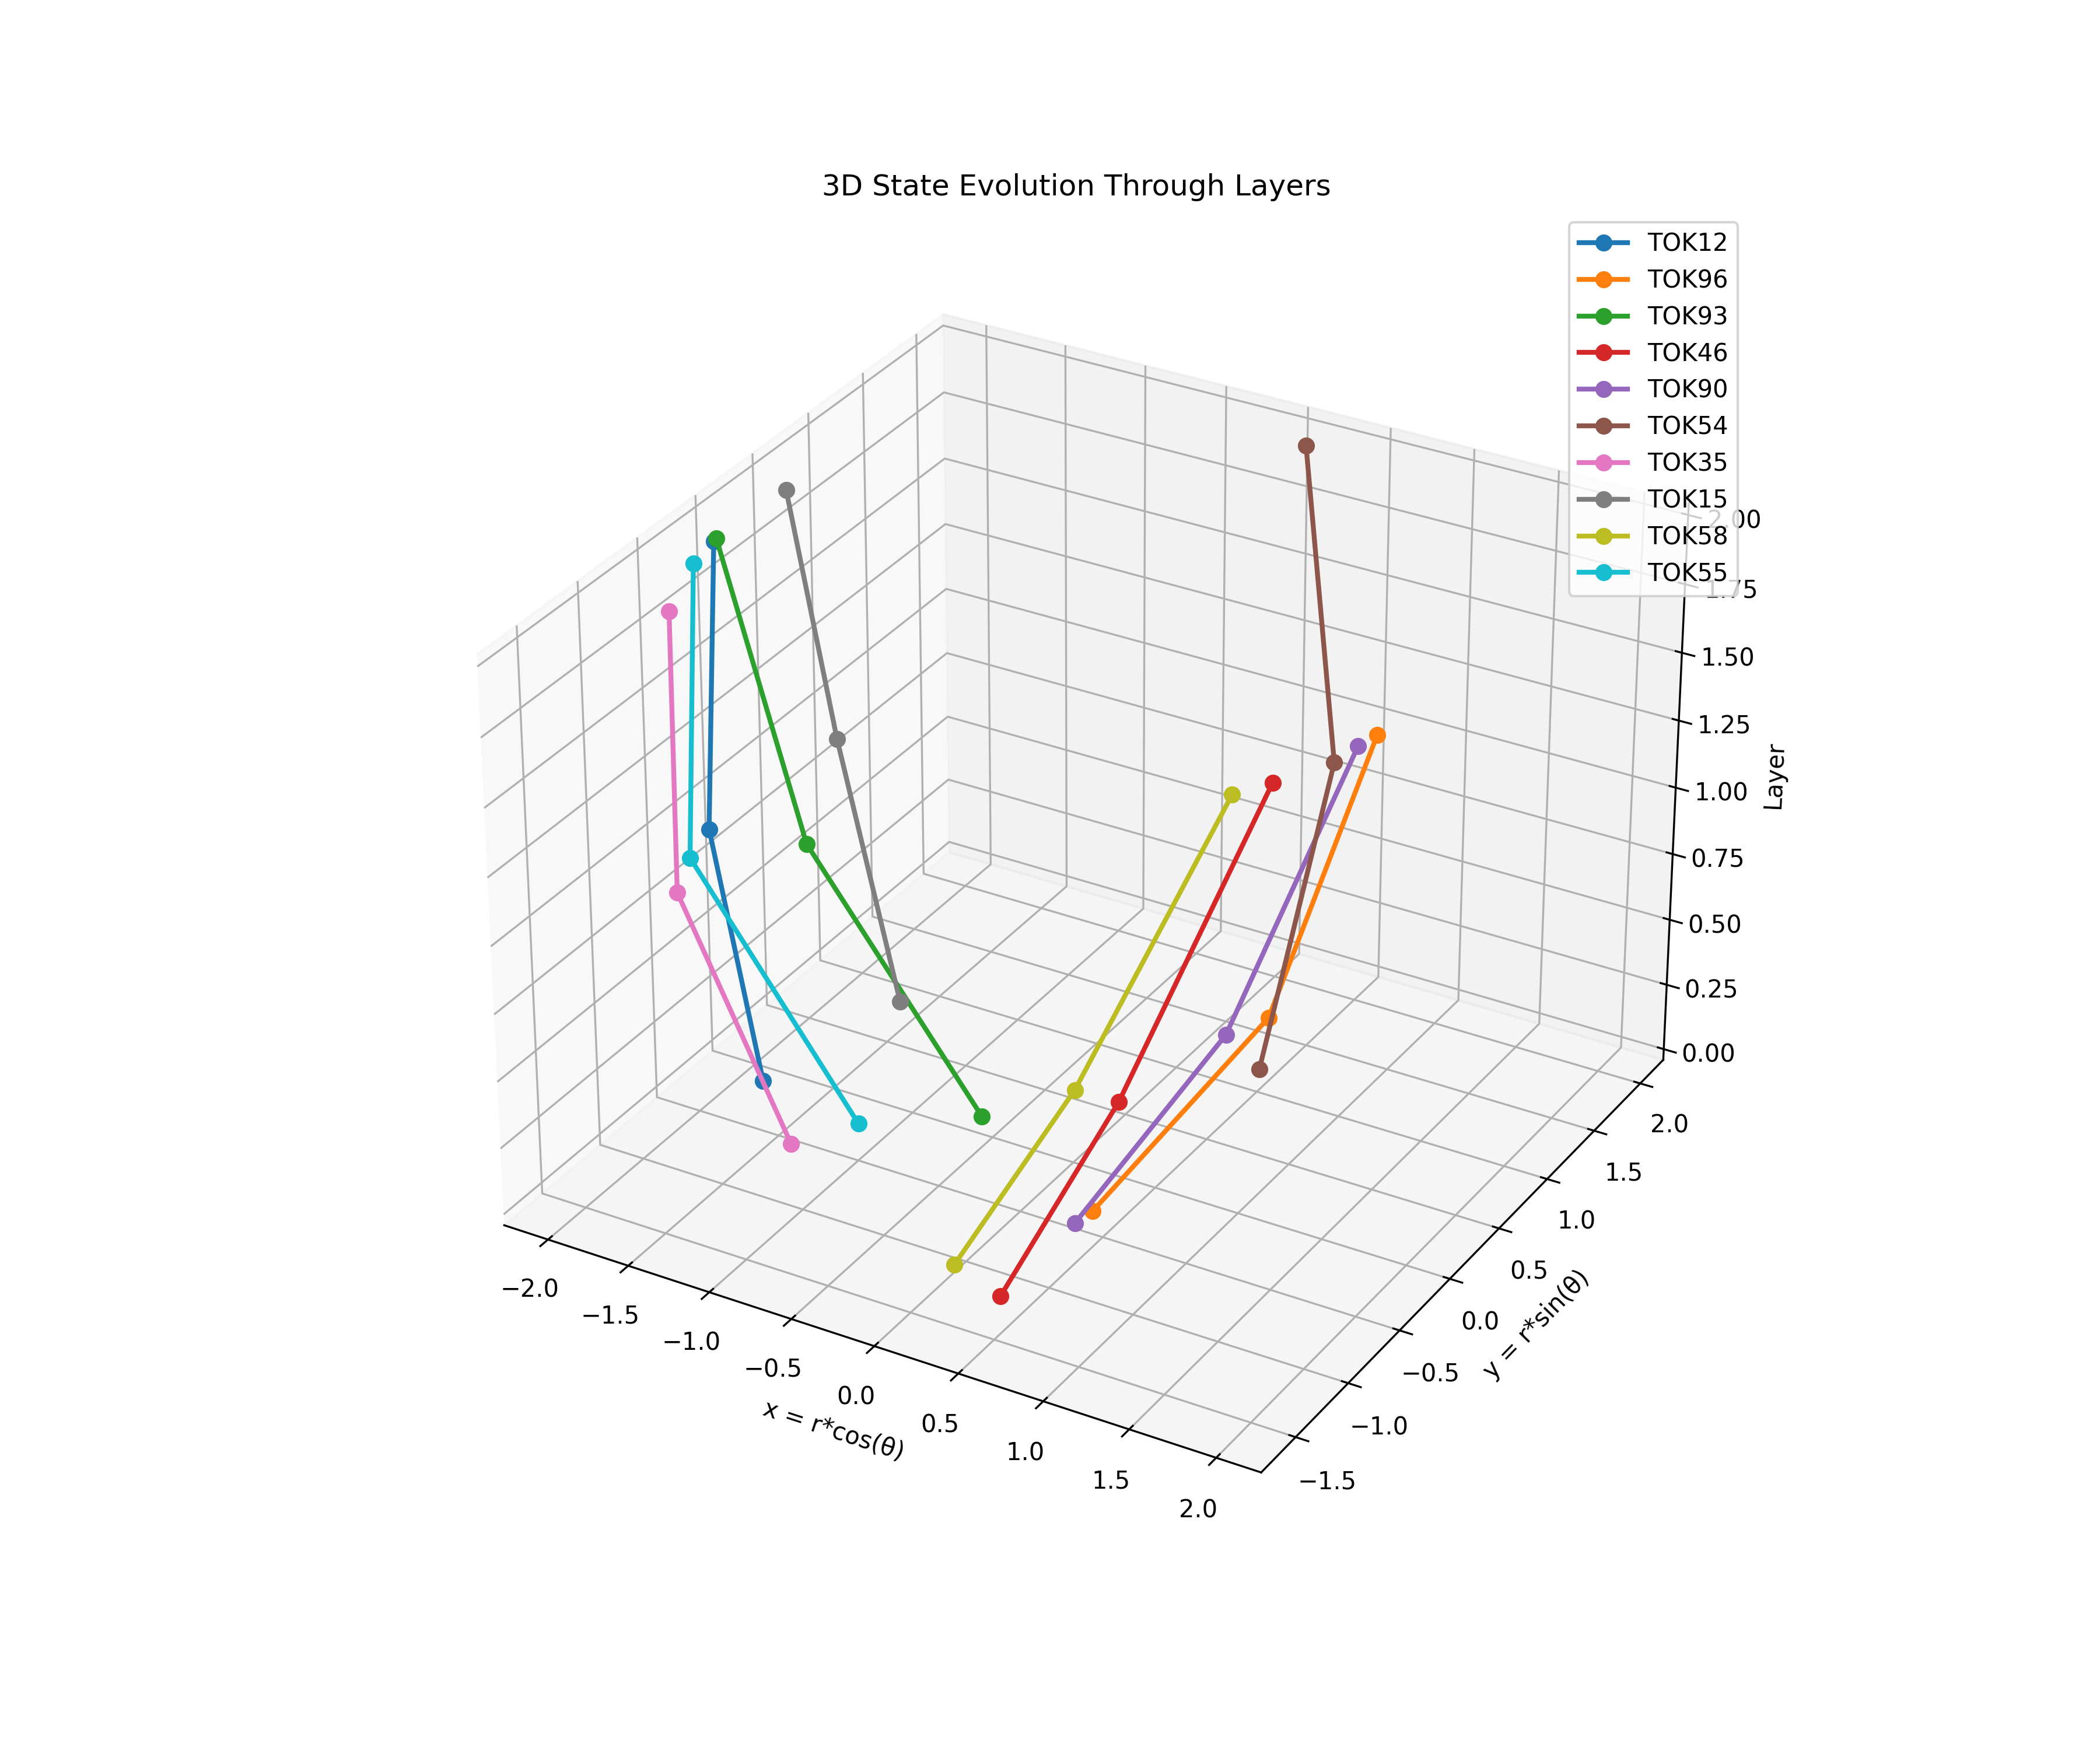 3D State Evolution Through Layers
TOK12
TOK96
TOK93
TOK46
TOK90
TOK54
TOK35
TOK15
TOK58
TOK55
2.00
1.75
1.50
1.25
1.00
0.75
0.50
0.25
0.00
Layer
2.0
1.5
1.0
0.5
0.0
−0.5
−1.0
−1.5
y = r*sin(θ)
−2.0
−1.5
−1.0
−0.5
0.0
0.5
1.0
1.5
2.0
x = r*cos(θ)